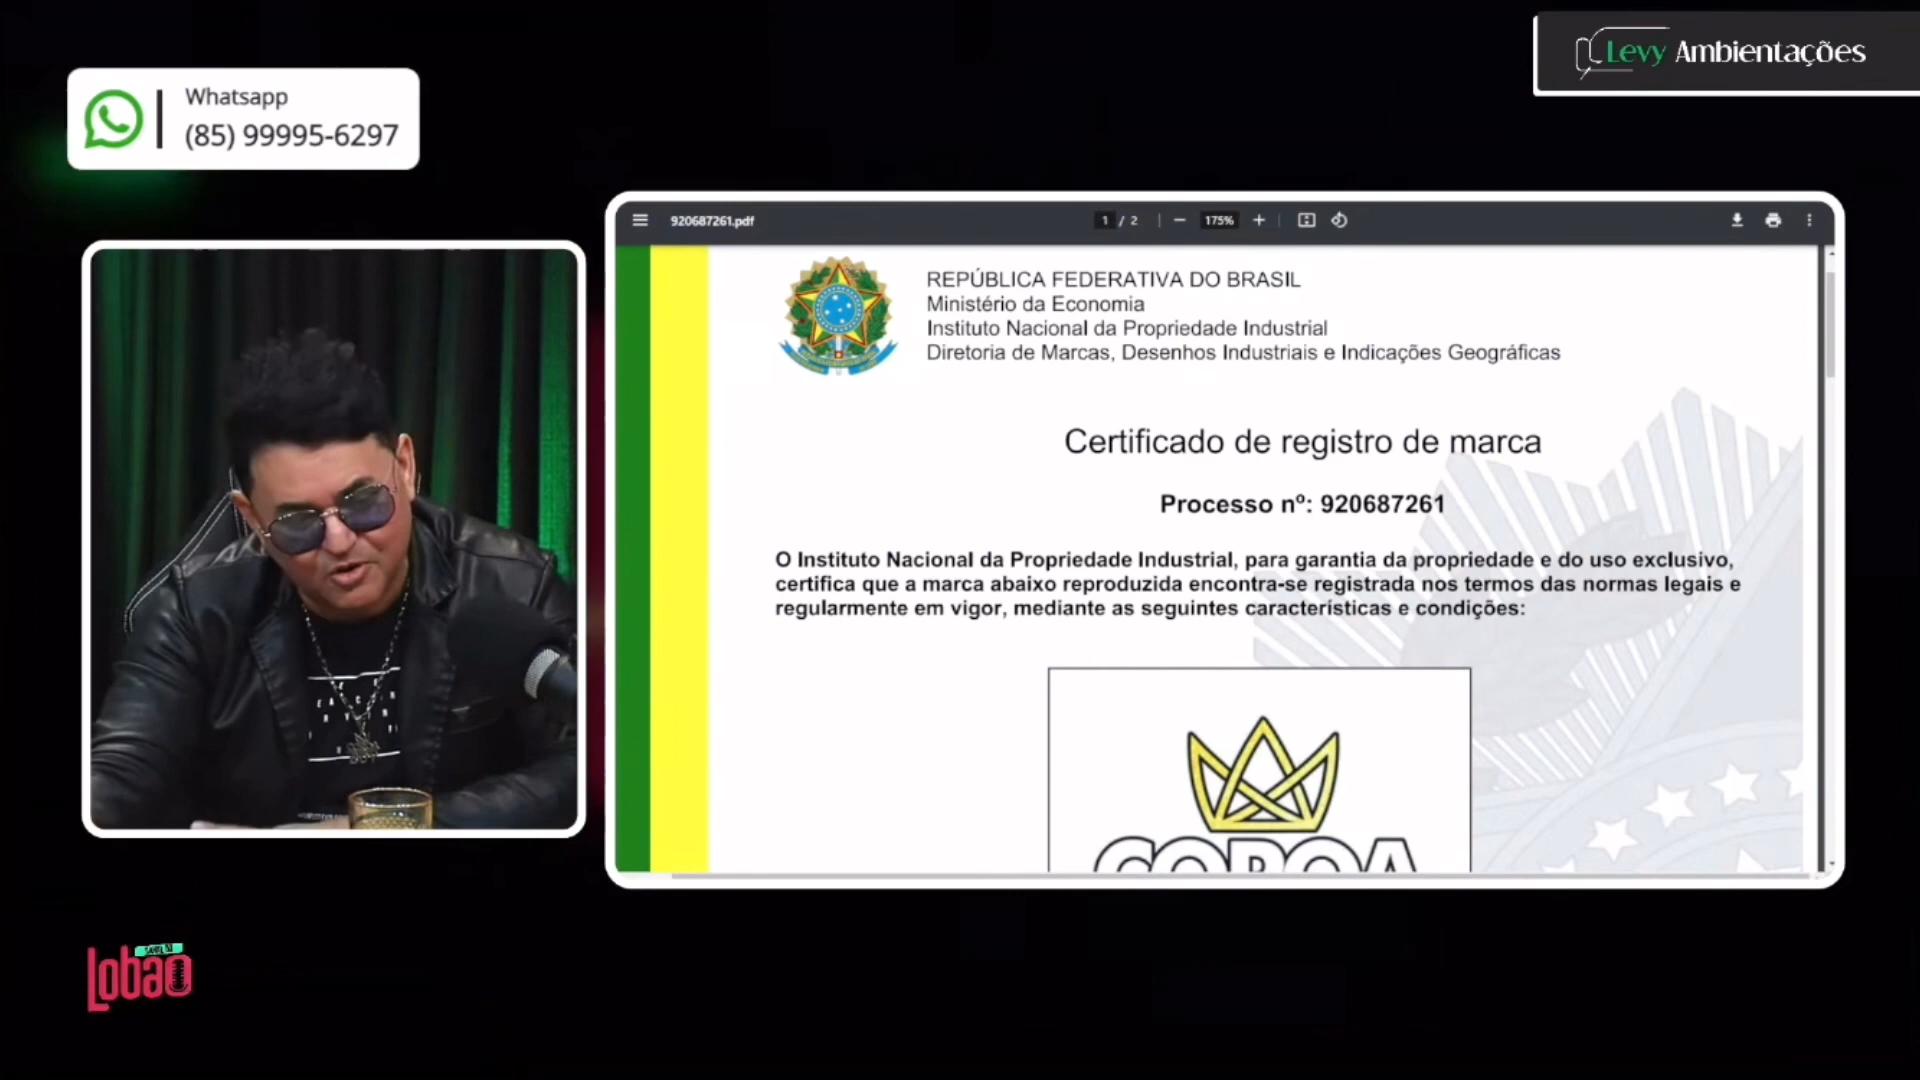 Levy Ambientações
Whatsapp
(85) 99995-6297
920687261.pdf
1 / 2
175%
REPÚBLICA FEDERATIVA DO BRASIL
Ministério da Economia
Instituto Nacional da Propriedade Industrial
Diretoria de Marcas, Desenhos Industriais e Indicações Geográficas
Certificado de registro de marca
Processo nº: 920687261
O Instituto Nacional da Propriedade Industrial, para garantia da propriedade e do uso exclusivo,
certifica que a marca abaixo reproduzida encontra-se registrada nos termos das normas legais e
regularmente em vigor, mediante as seguintes características e condições:
COROA
Lobão